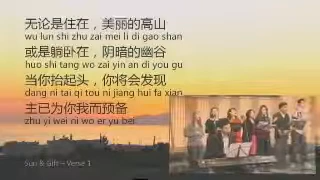 无论是住在，美丽的高山
wu lun shi zhu zai mei li di gao shan
或是躺卧在，阴暗的幽谷
huo shi tang wo zai yin an di you gu
当你抬起头，你将会发现
dang ni tai qi tou ni jiang hui fa xian
主已为你我而预备
zhu yi wei ni wo er yu bei
Sun & Gift – Verse 1